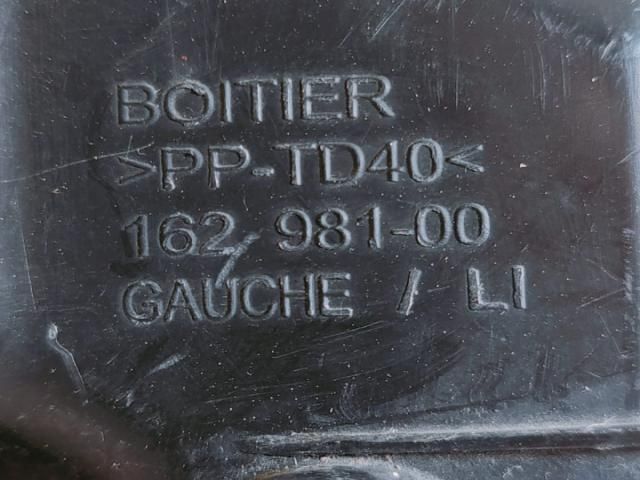 BOITIER
>PP-TD40<
162 981-00
GAUCHE / LI